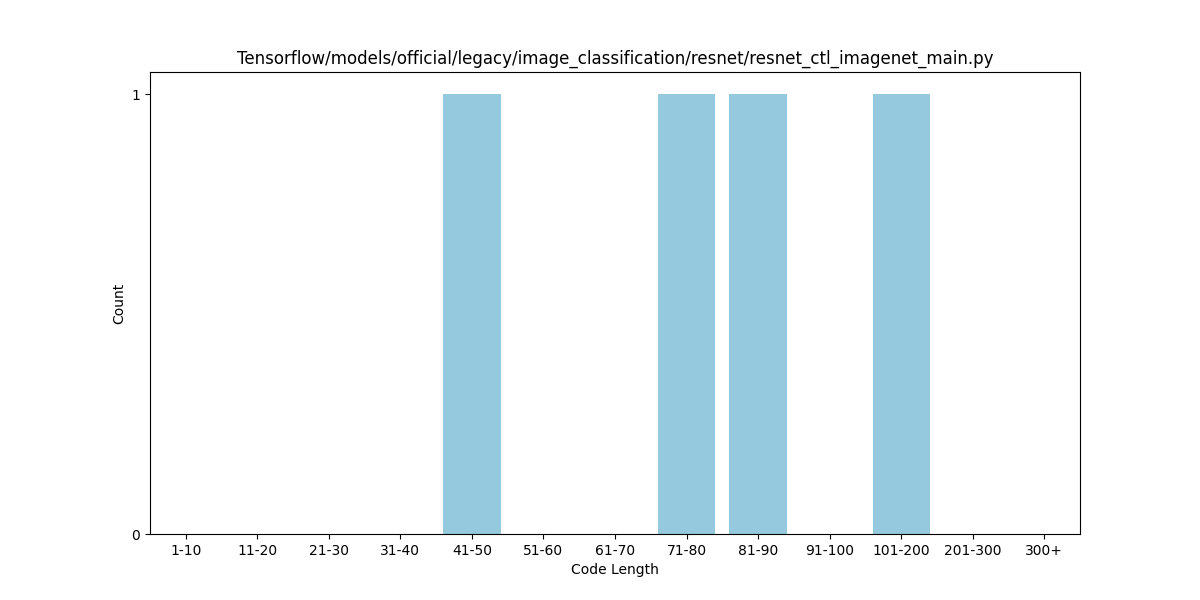 Tensorflow/models/official/legacy/image_classification/resnet/resnet_ctl_imagenet_main.py
1
Count
0
1-10 11-20 21-30 31-40 41-50 51-60 61-70 71-80 81-90 91-100 101-200 201-300 300+
Code Length